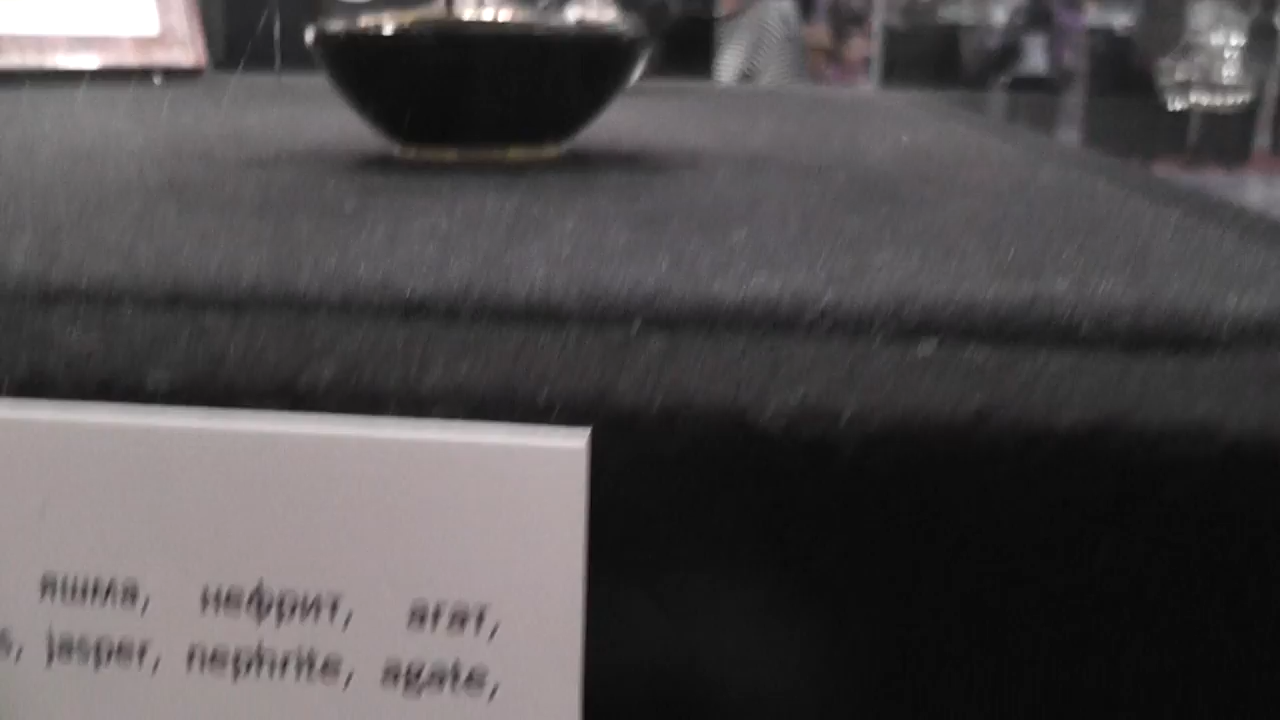 яшма, нефрит, агат,
jasper, nephrite, agate,